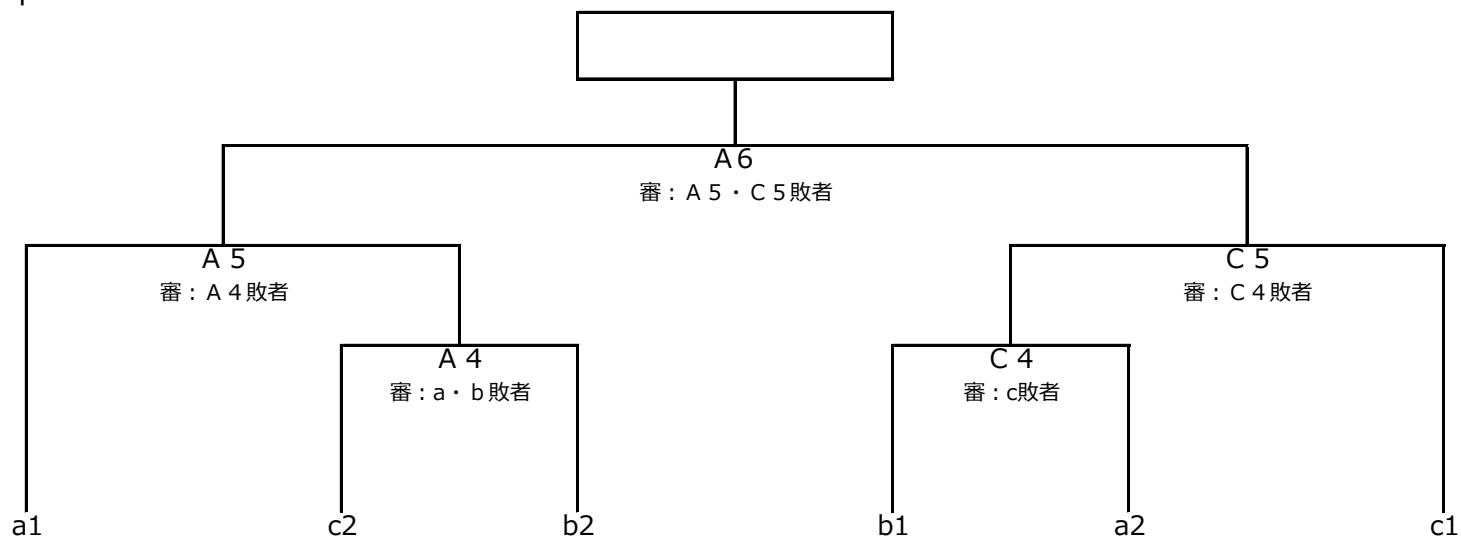 A6
審：A５・C５敗者
A５
審：A４敗者
C５
審：C４敗者
A４
審：a・ｂ敗者
C４
審：c敗者
a1
c2
b2
b1
a2
c1